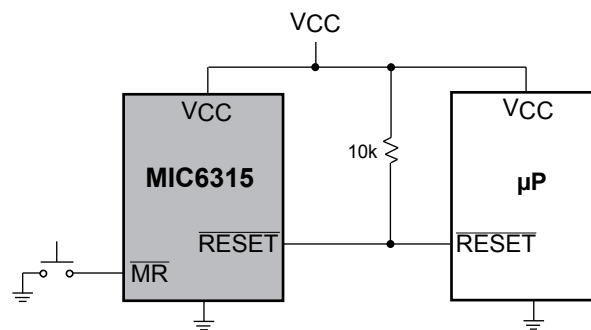 VCC
VCC
VCC
10k
MIC6315
µP
RESET
RESET
MR